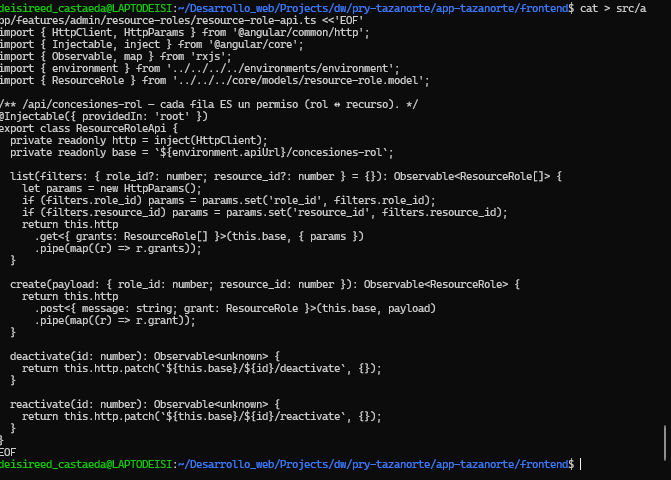 deisireed_castaeda@LAPTODEISI:~/Desarrollo_web/Projects/dw/pry-tazanorte/app-tazanorte/frontend$ cat > src/a
pp/features/admin/resource-roles/resource-role-api.ts <<'EOF'
import { HttpClient, HttpParams } from '@angular/common/http';
import { Injectable, inject } from '@angular/core';
import { Observable, map } from 'rxjs';
import { environment } from '../../../../environments/environment';
import { ResourceRole } from '../../../core/models/resource-role.model';

/** /api/concesiones-rol — cada fila ES un permiso (rol ↔ recurso). */
@Injectable({ providedIn: 'root' })
export class ResourceRoleApi {
  private readonly http = inject(HttpClient);
  private readonly base = `${environment.apiUrl}/concesiones-rol`;

  list(filters: { role_id?: number; resource_id?: number } = {}): Observable<ResourceRole[]> {
    let params = new HttpParams();
    if (filters.role_id) params = params.set('role_id', filters.role_id);
    if (filters.resource_id) params = params.set('resource_id', filters.resource_id);
    return this.http
      .get<{ grants: ResourceRole[] }>(this.base, { params })
      .pipe(map((r) => r.grants));
  }

  create(payload: { role_id: number; resource_id: number }): Observable<ResourceRole> {
    return this.http
      .post<{ message: string; grant: ResourceRole }>(this.base, payload)
      .pipe(map((r) => r.grant));
  }

  deactivate(id: number): Observable<unknown> {
    return this.http.patch(`${this.base}/${id}/deactivate`, {});
  }

  reactivate(id: number): Observable<unknown> {
    return this.http.patch(`${this.base}/${id}/reactivate`, {});
  }
}
EOF
deisireed_castaeda@LAPTODEISI:~/Desarrollo_web/Projects/dw/pry-tazanorte/app-tazanorte/frontend$